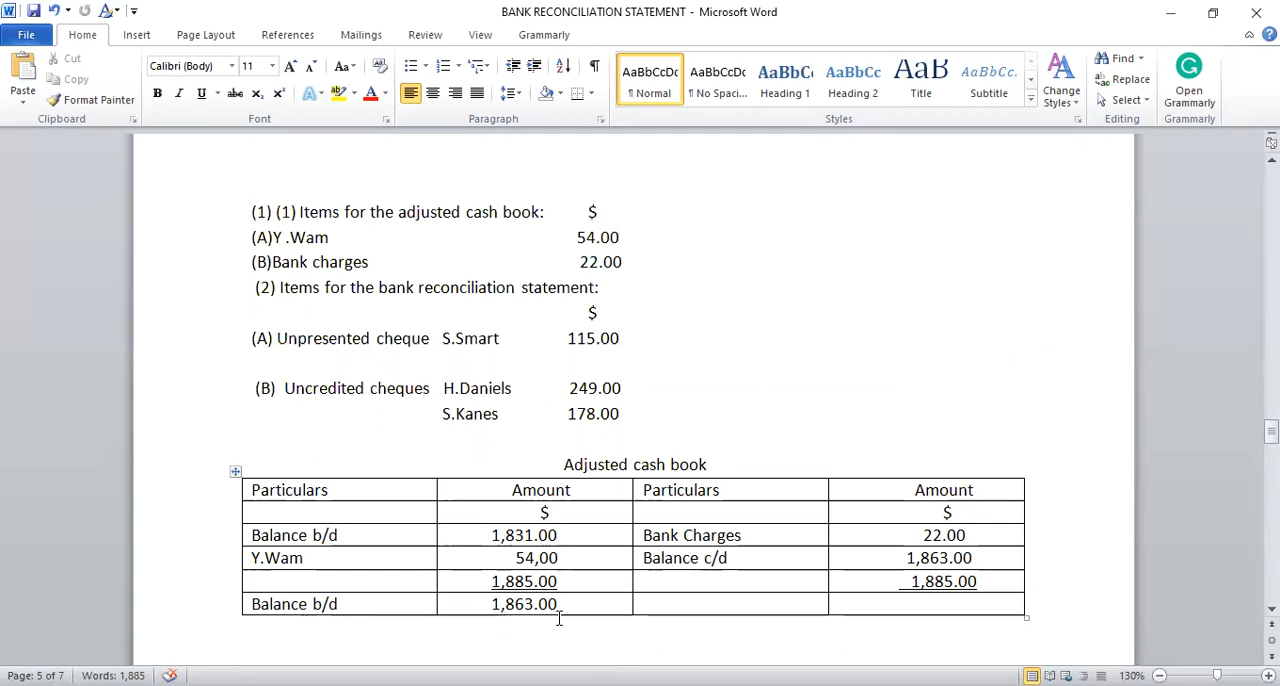 BANK RECONCILIATION STATEMENT - Microsoft Word
File Home Insert Page Layout References Mailings Review View Grammarly
Cut
Copy
Format Painter
Paste
Calibri (Body) 11
AaBbCcDc AaBbCcDc AaBbC AaBbCc AaB AaBbCc.
¶ Normal ¶ No Spaci... Heading 1 Heading 2 Title Subtitle
Change
Styles
Find
Replace
Select
Open
Grammarly
Clipboard Font Paragraph Styles Editing Grammarly
(1) (1) Items for the adjusted cash book: $
(A)Y .Wam 54.00
(B)Bank charges 22.00
(2) Items for the bank reconciliation statement:
$
(A) Unpresented cheque S.Smart 115.00
(B) Uncredited cheques H.Daniels 249.00
S.Kanes 178.00
Adjusted cash book
Particulars Amount Particulars Amount
$ $
Balance b/d 1,831.00 Bank Charges 22.00
Y.Wam 54,00 Balance c/d 1,863.00
1,885.00 1,885.00
Balance b/d 1,863.00
Page: 5 of 7 Words: 1,885 130%